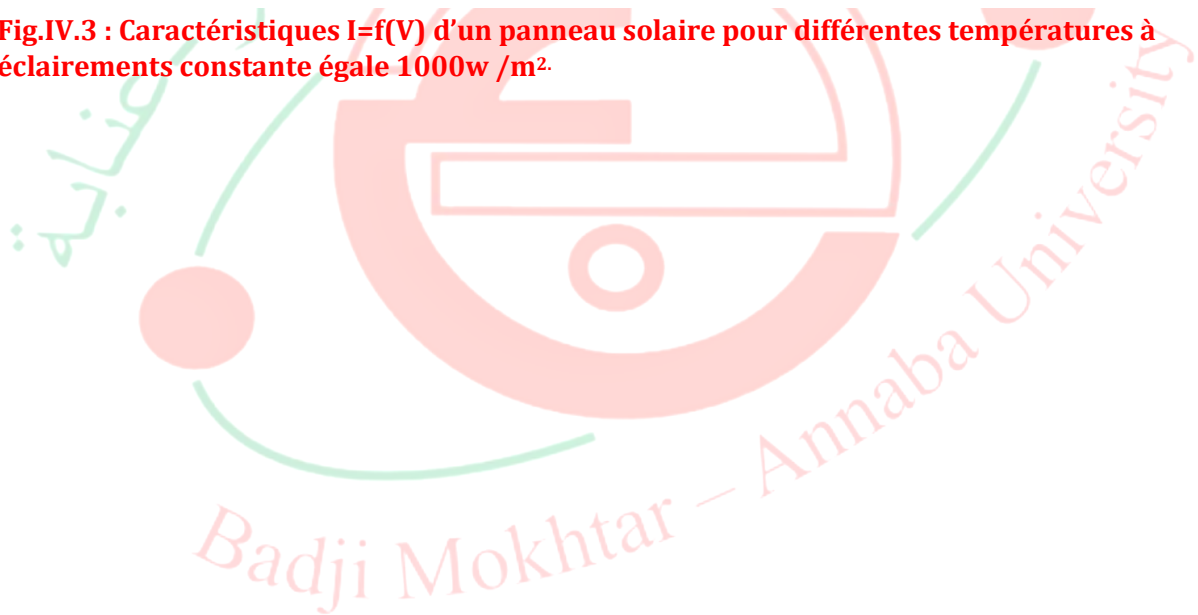 Fig.IV.3 : Caractéristiques I=f(V) d’un panneau solaire pour différentes températures à
éclairements constante égale 1000w /m².
عنابة
Badji Mokhtar – Annaba University